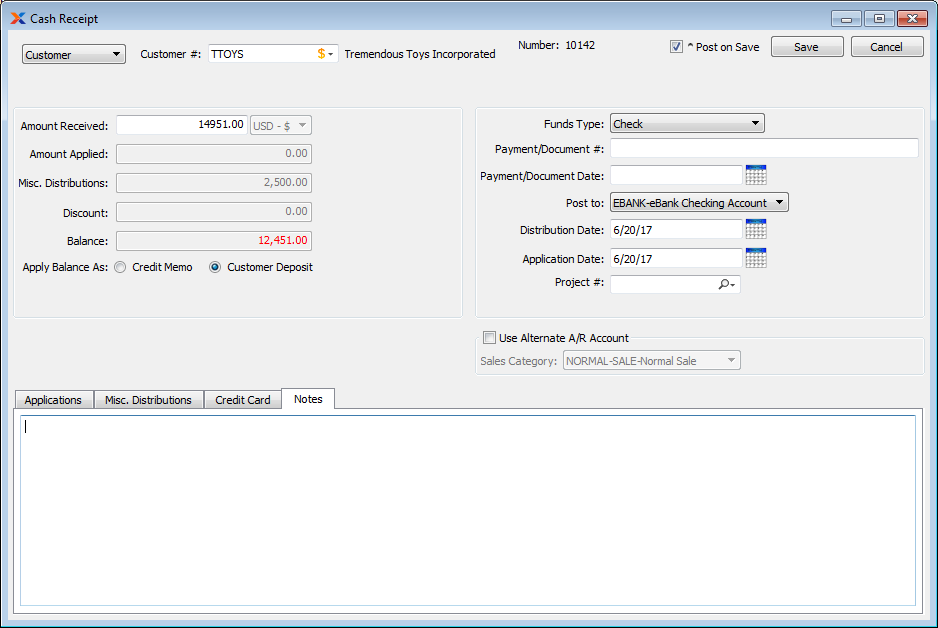 Cash Receipt
Customer
Customer #: TTOYS $ Tremendous Toys Incorporated
Number: 10142
^ Post on Save
Save
Cancel
Amount Received: 14951.00 USD - $
Amount Applied: 0.00
Misc. Distributions: 2,500.00
Discount: 0.00
Balance: 12,451.00
Apply Balance As: Credit Memo Customer Deposit
Funds Type: Check
Payment/Document #:
Payment/Document Date:
Post to: EBANK-eBank Checking Account
Distribution Date: 6/20/17
Application Date: 6/20/17
Project #:
Use Alternate A/R Account
Sales Category: NORMAL-SALE-Normal Sale
Applications Misc. Distributions Credit Card Notes